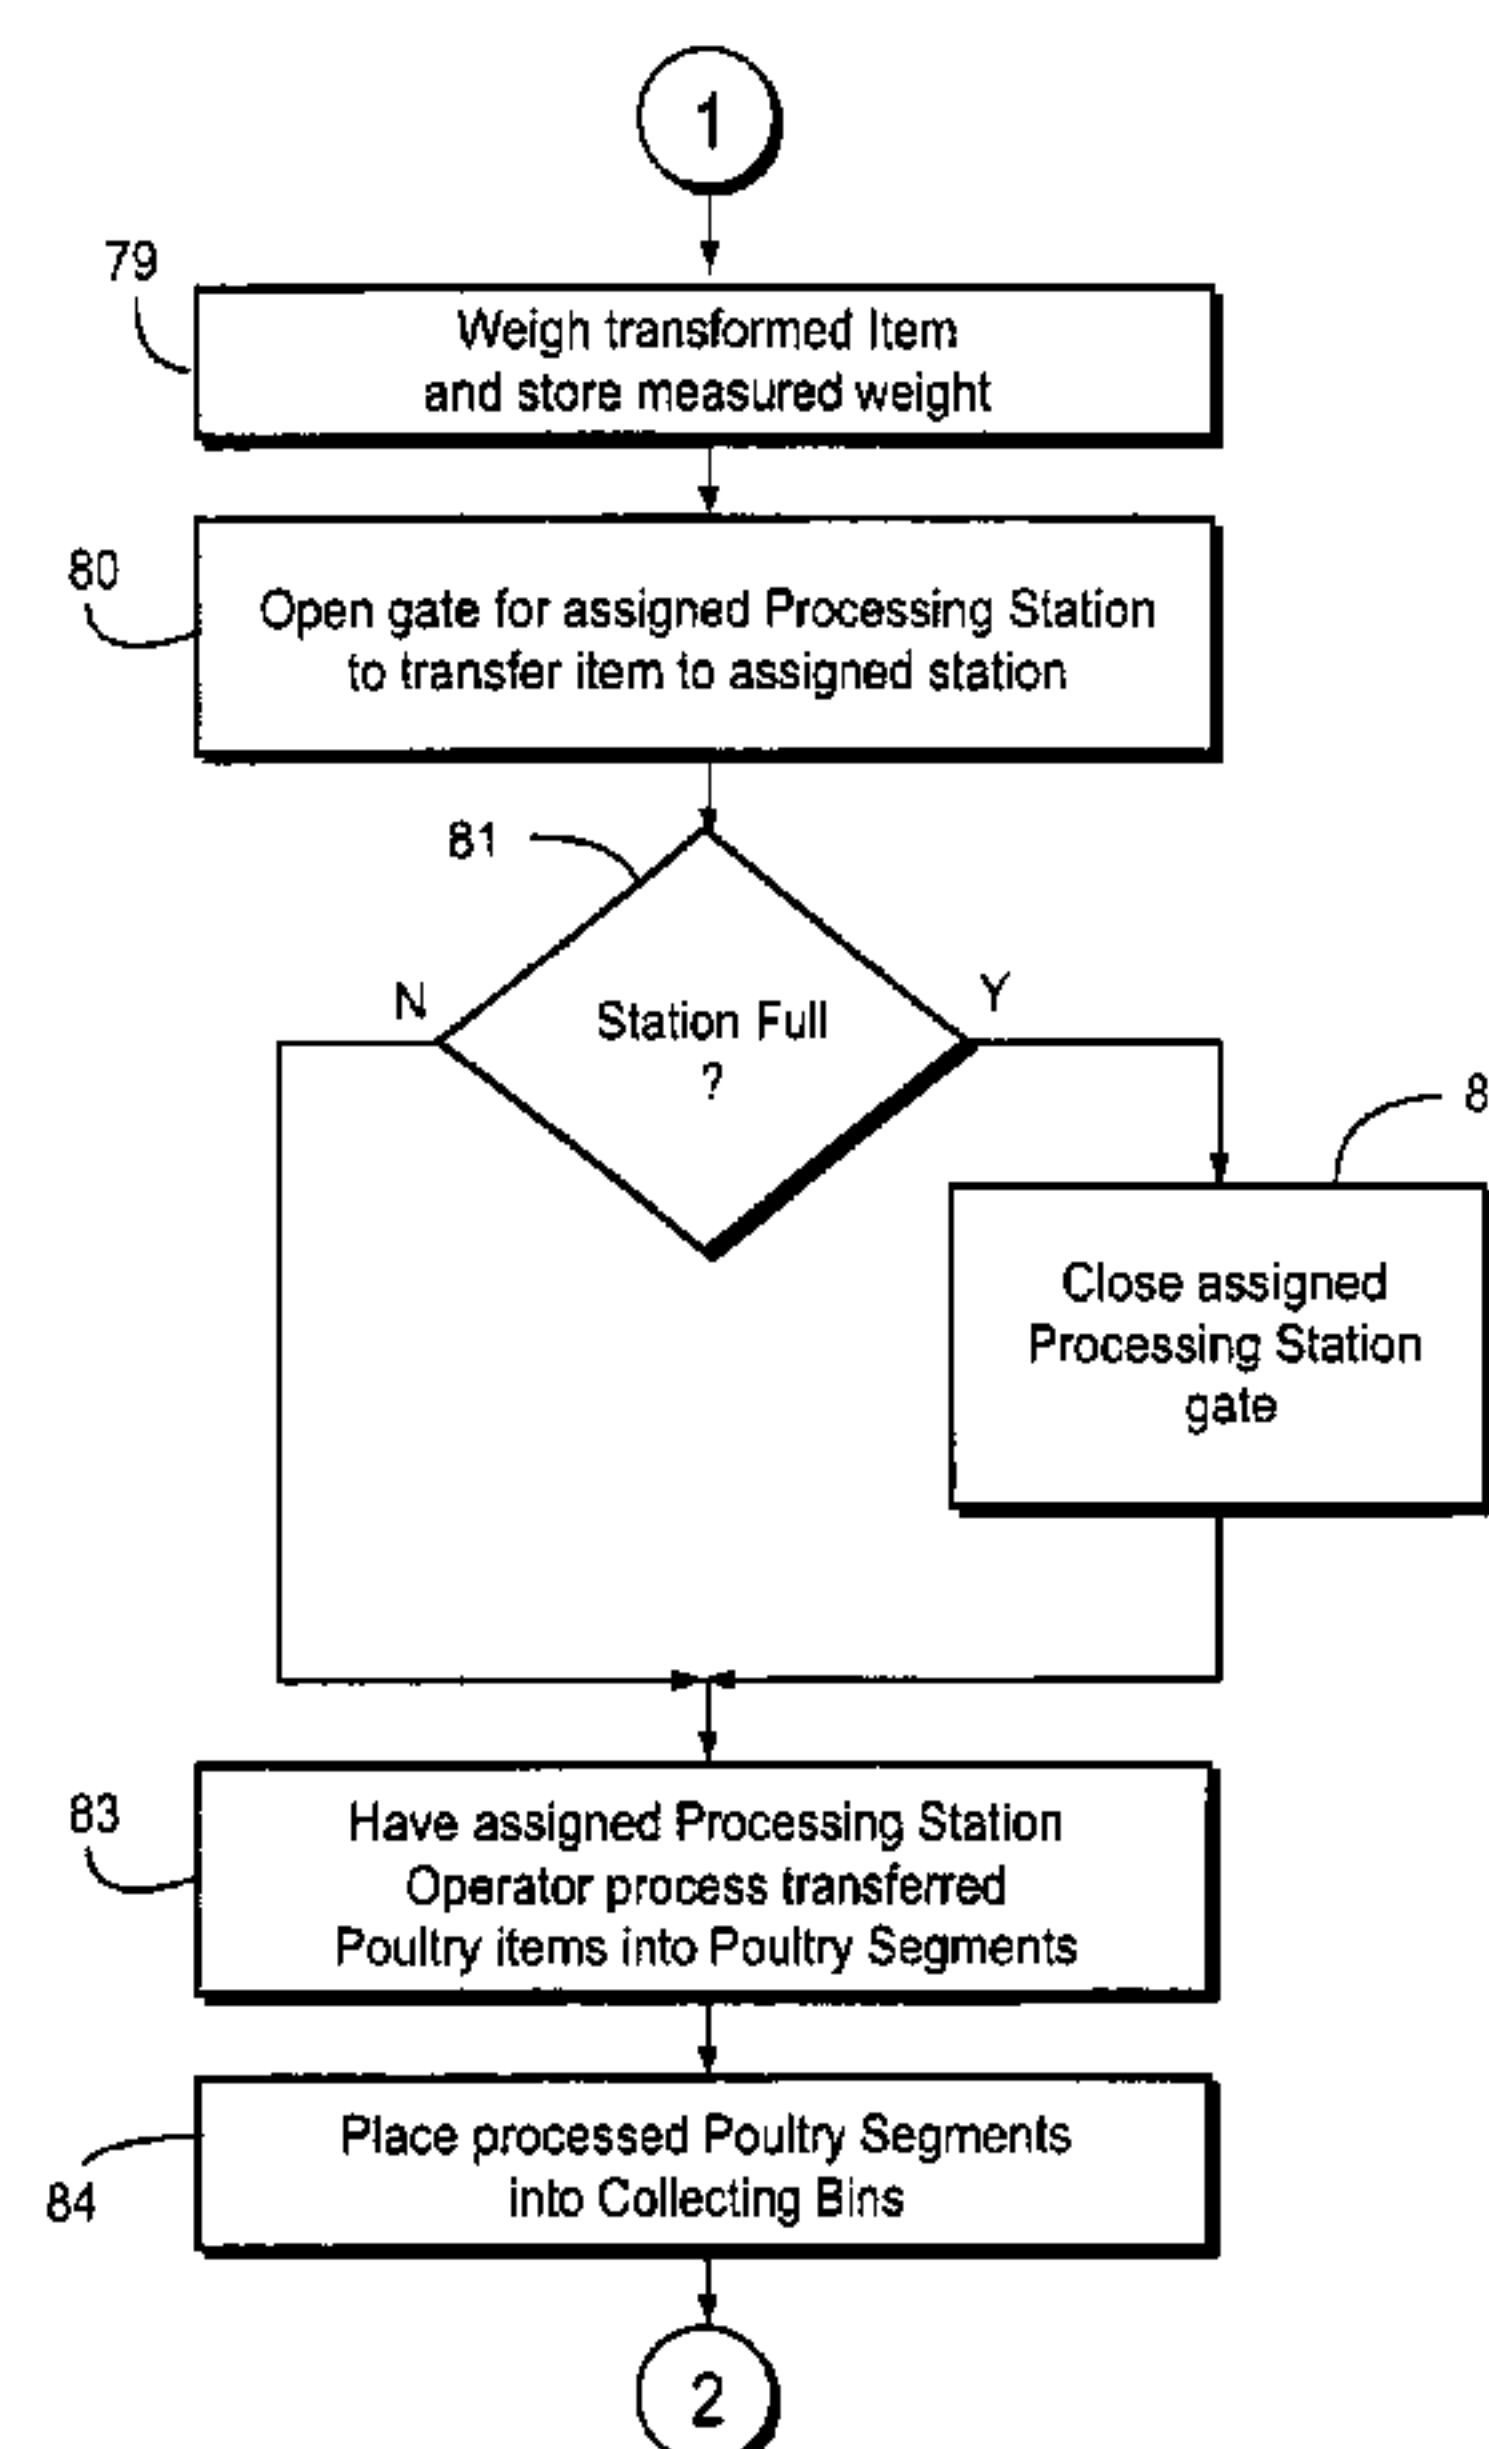 1
79
Weigh transformed Item
and store measured weight
80
Open gate for assigned Processing Station
to transfer item to assigned station
81
N
Y
Station Full
?
8
Close assigned
Processing Station
gate
83
Have assigned Processing Station
Operator process transferred
Poultry items into Poultry Segments
84
Place processed Poultry Segments
into Collecting Bins
2